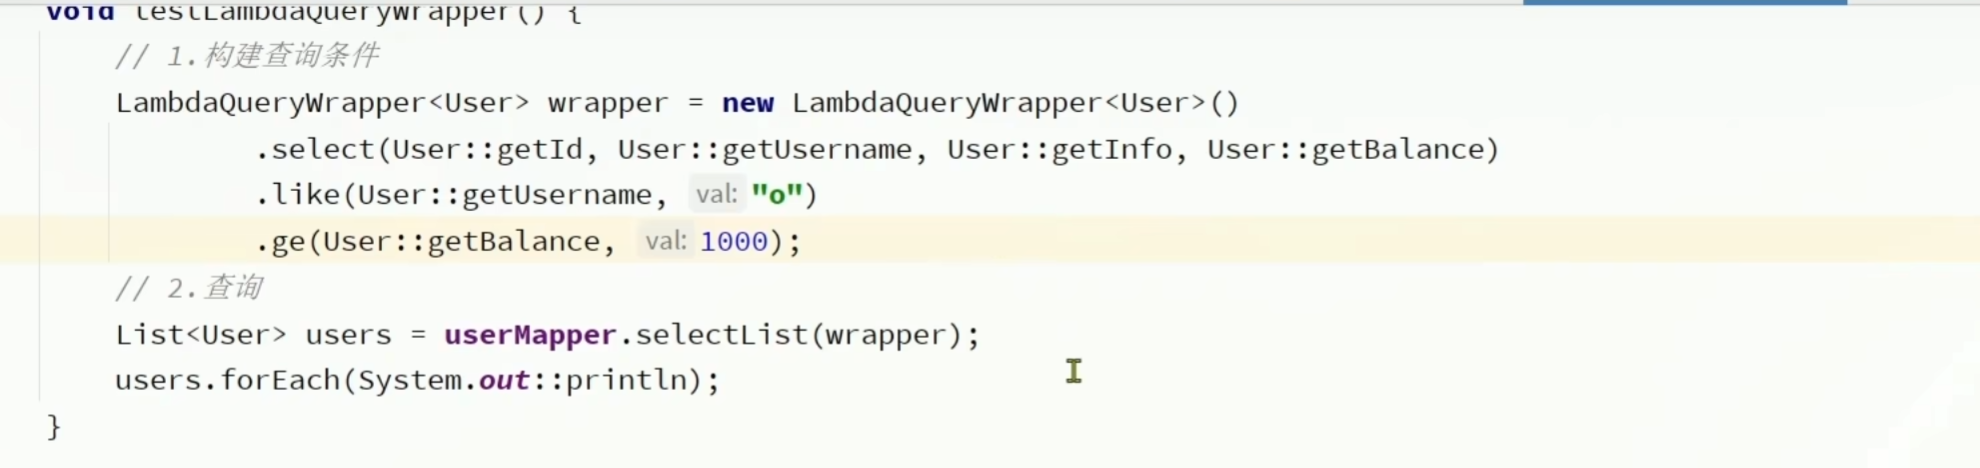 void testLambdaQueryWrapper() {
// 1.构建查询条件
LambdaQueryWrapper<User> wrapper = new LambdaQueryWrapper<User>()
.select(User::getId, User::getUsername, User::getInfo, User::getBalance)
.like(User::getUsername, val: "o")
.ge(User::getBalance, val: 1000);
// 2.查询
List<User> users = userMapper.selectList(wrapper);
users.forEach(System.out::println);
}